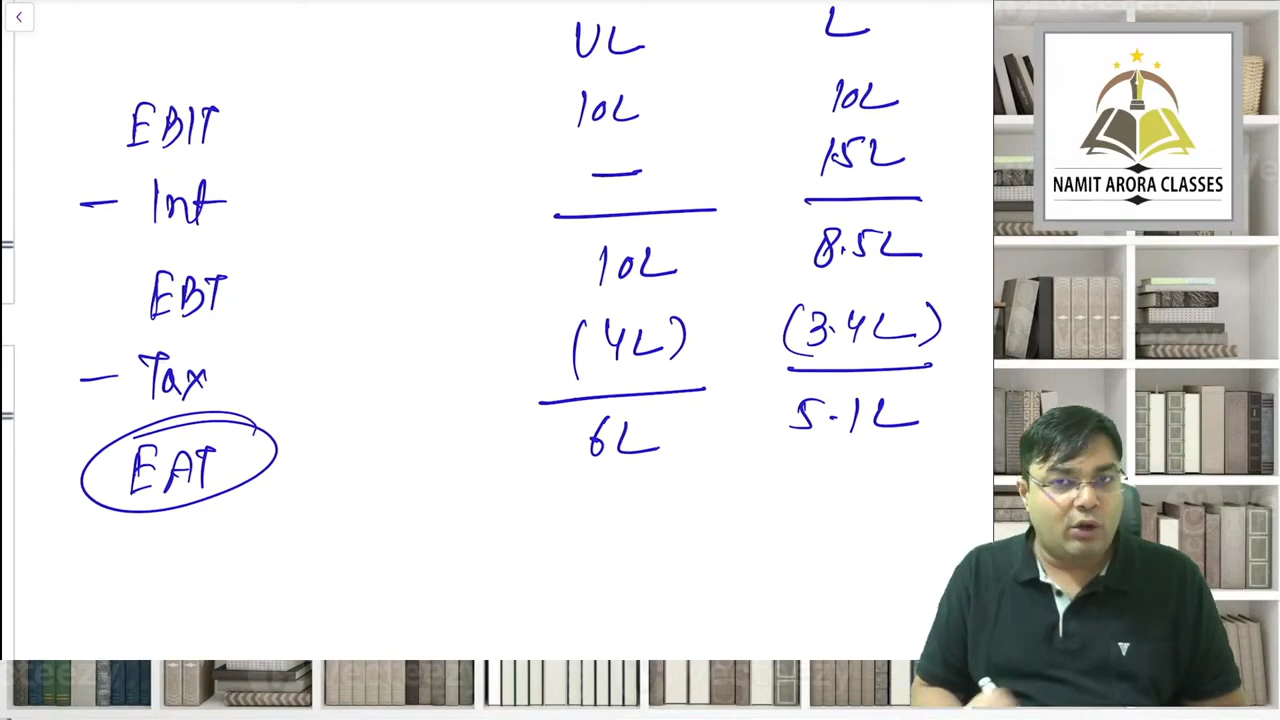 UL L
EBIT 10L 10L
- Int — 1.5L
EBT 10L 8.5L
- Tax (4L) (3.4L)
EAT 6L 5.1L
NAMIT ARORA CLASSES